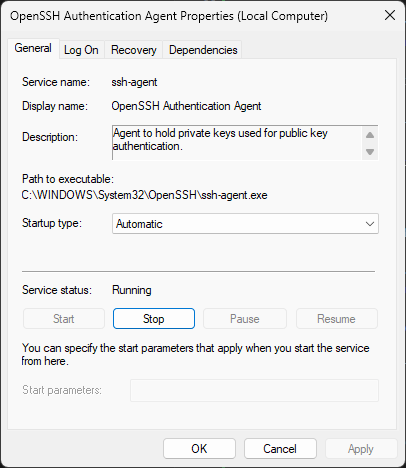 OpenSSH Authentication Agent Properties (Local Computer)
General Log On Recovery Dependencies
Service name: ssh-agent
Display name: OpenSSH Authentication Agent
Description: Agent to hold private keys used for public key
authentication.
Path to executable:
C:\WINDOWS\System32\OpenSSH\ssh-agent.exe
Startup type: Automatic
Service status: Running
Start Stop Pause Resume
You can specify the start parameters that apply when you start the service
from here.
Start parameters:
OK Cancel Apply